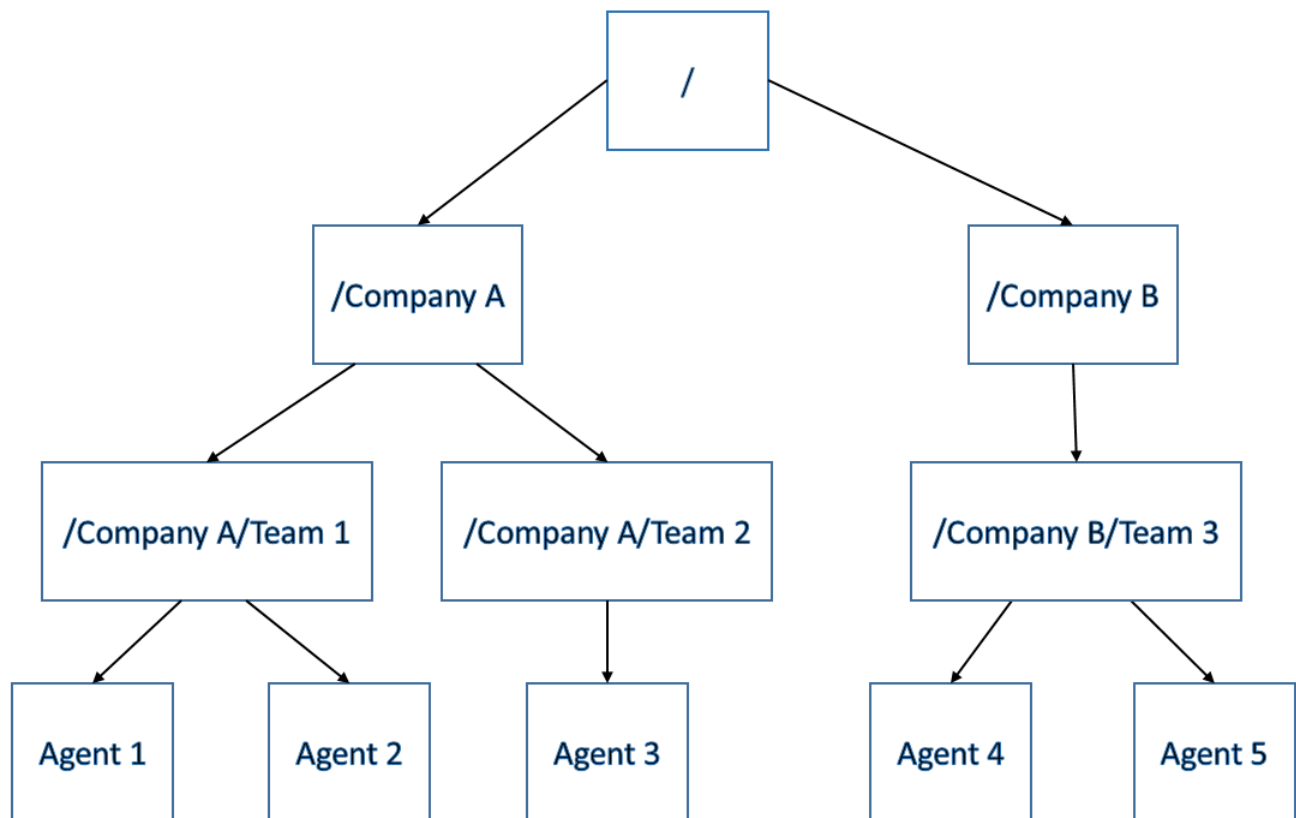 /
/Company A
/Company B
/Company A/Team 1
/Company A/Team 2
/Company B/Team 3
Agent 1
Agent 2
Agent 3
Agent 4
Agent 5